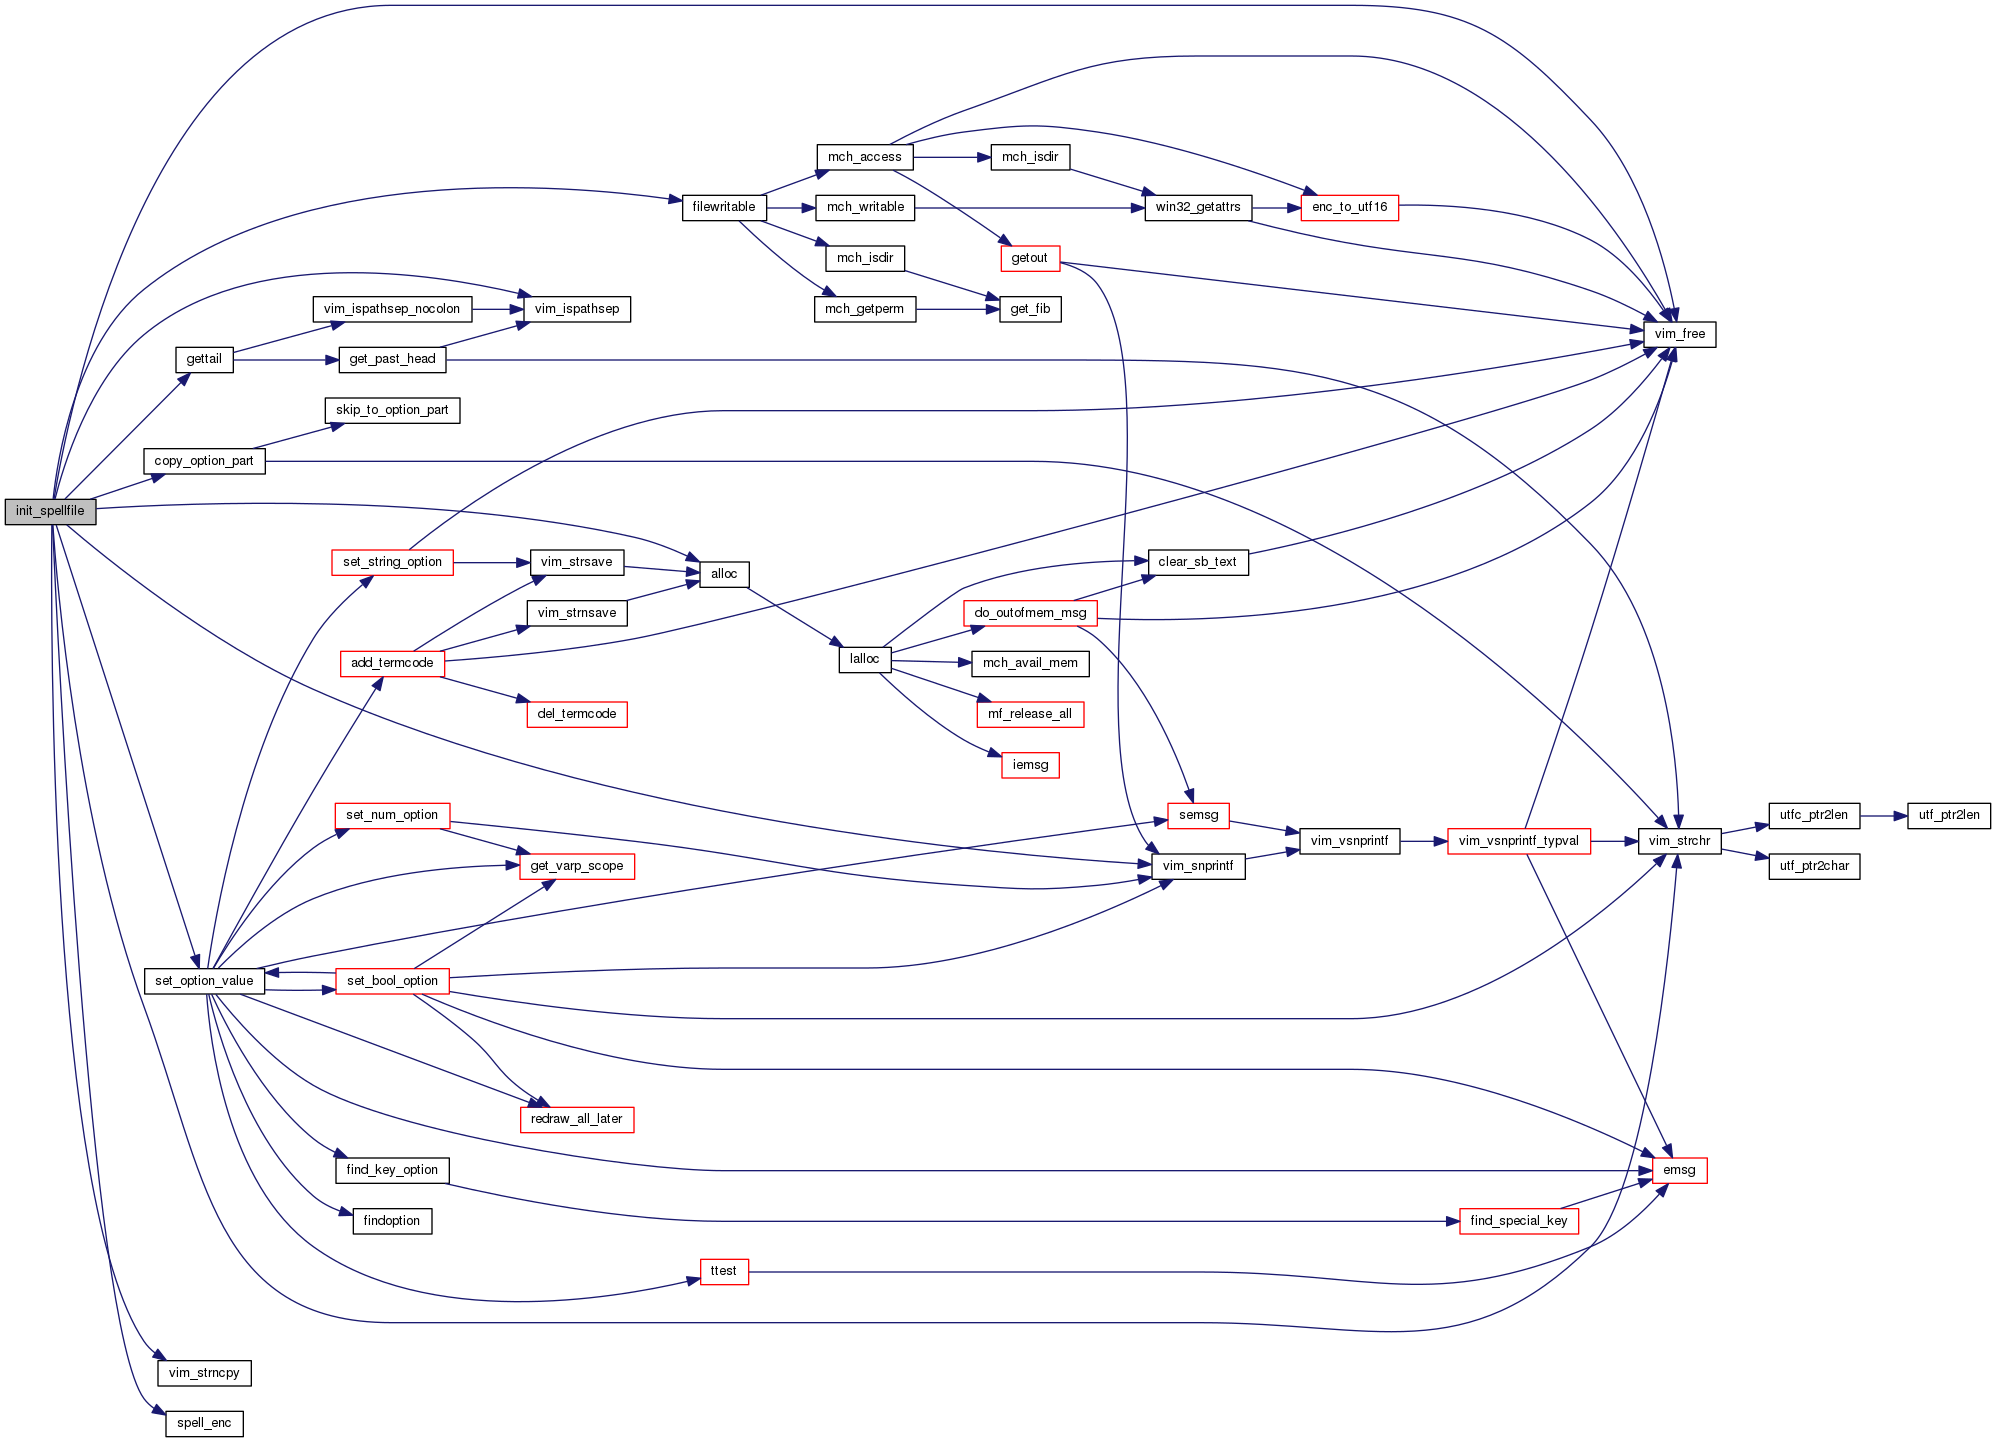 mch_access
mch_isdir
filewritable
mch_writable
win32_getattrs
enc_to_utf16
mch_isdir
getout
vim_ispathsep_nocolon
vim_ispathsep
mch_getperm
get_fib
vim_free
gettail
get_past_head
skip_to_option_part
copy_option_part
init_spellfile
set_string_option
vim_strsave
alloc
clear_sb_text
vim_strnsave
do_outofmem_msg
add_termcode
lalloc
mch_avail_mem
del_termcode
mf_release_all
iemsg
set_num_option
semsg
utfc_ptr2len
utf_ptr2len
vim_vsnprintf
vim_vsnprintf_typval
vim_strchr
get_varp_scope
vim_snprintf
utf_ptr2char
set_option_value
set_bool_option
redraw_all_later
find_key_option
emsg
findoption
find_special_key
ttest
vim_strncpy
spell_enc